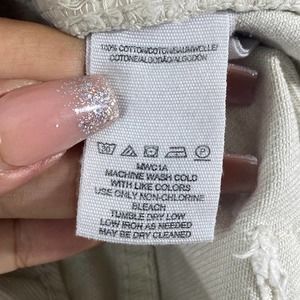 100% COTTON/COTON/BAUMWOLLE/
COTONE/ALGODÃO/ALGODÓN
MWC1A
MACHINE WASH COLD
WITH LIKE COLORS
USE ONLY NON-CHLORINE
BLEACH
TUMBLE DRY LOW
LOW IRON AS NEEDED
MAY BE DRY CLEANED